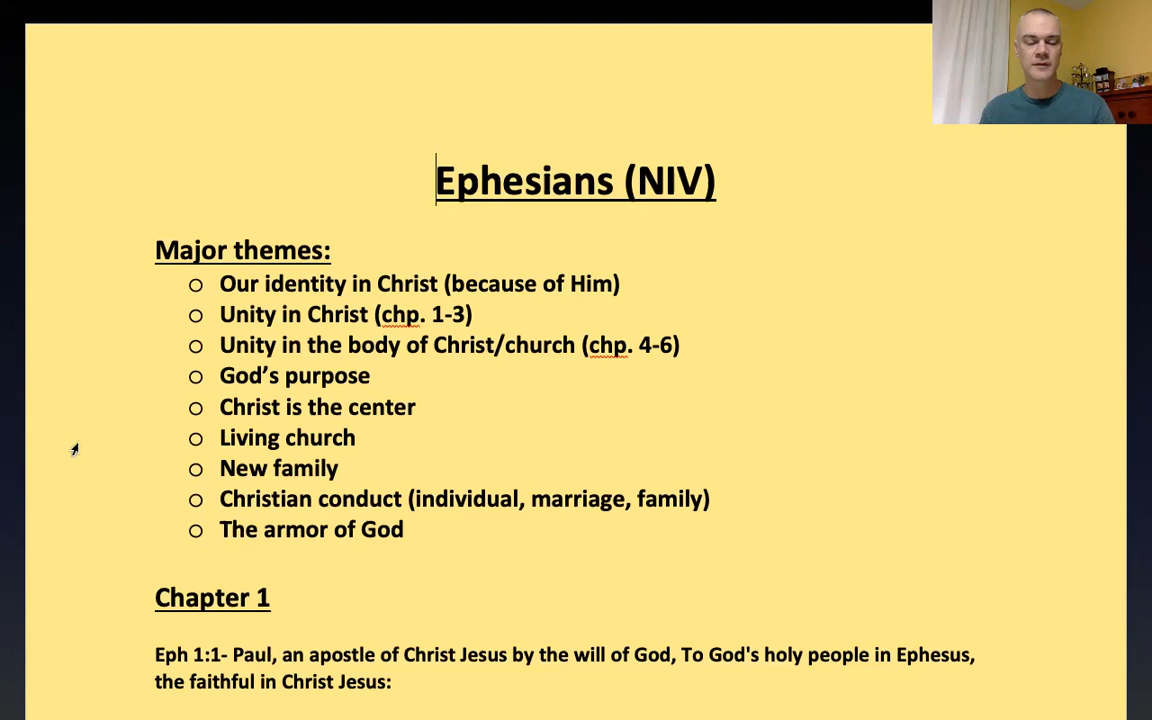 Ephesians (NIV)
Major themes:
o Our identity in Christ (because of Him)
o Unity in Christ (chp. 1-3)
o Unity in the body of Christ/church (chp. 4-6)
o God’s purpose
o Christ is the center
o Living church
o New family
o Christian conduct (individual, marriage, family)
o The armor of God
Chapter 1
Eph 1:1- Paul, an apostle of Christ Jesus by the will of God, To God's holy people in Ephesus,
the faithful in Christ Jesus: